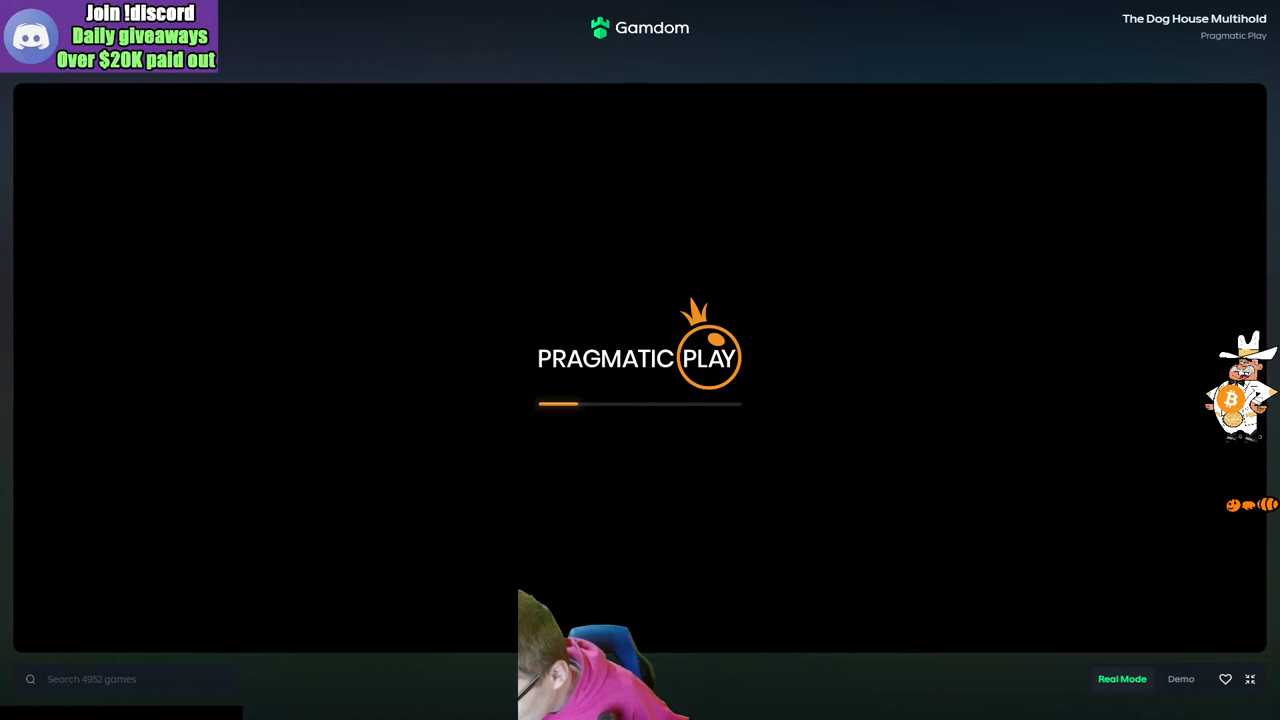 Join !discord
Daily giveaways
Over $20K paid out
Gamdom
The Dog House Multihold
Pragmatic Play
PRAGMATIC PLAY
Search 4952 games
Real Mode
Demo